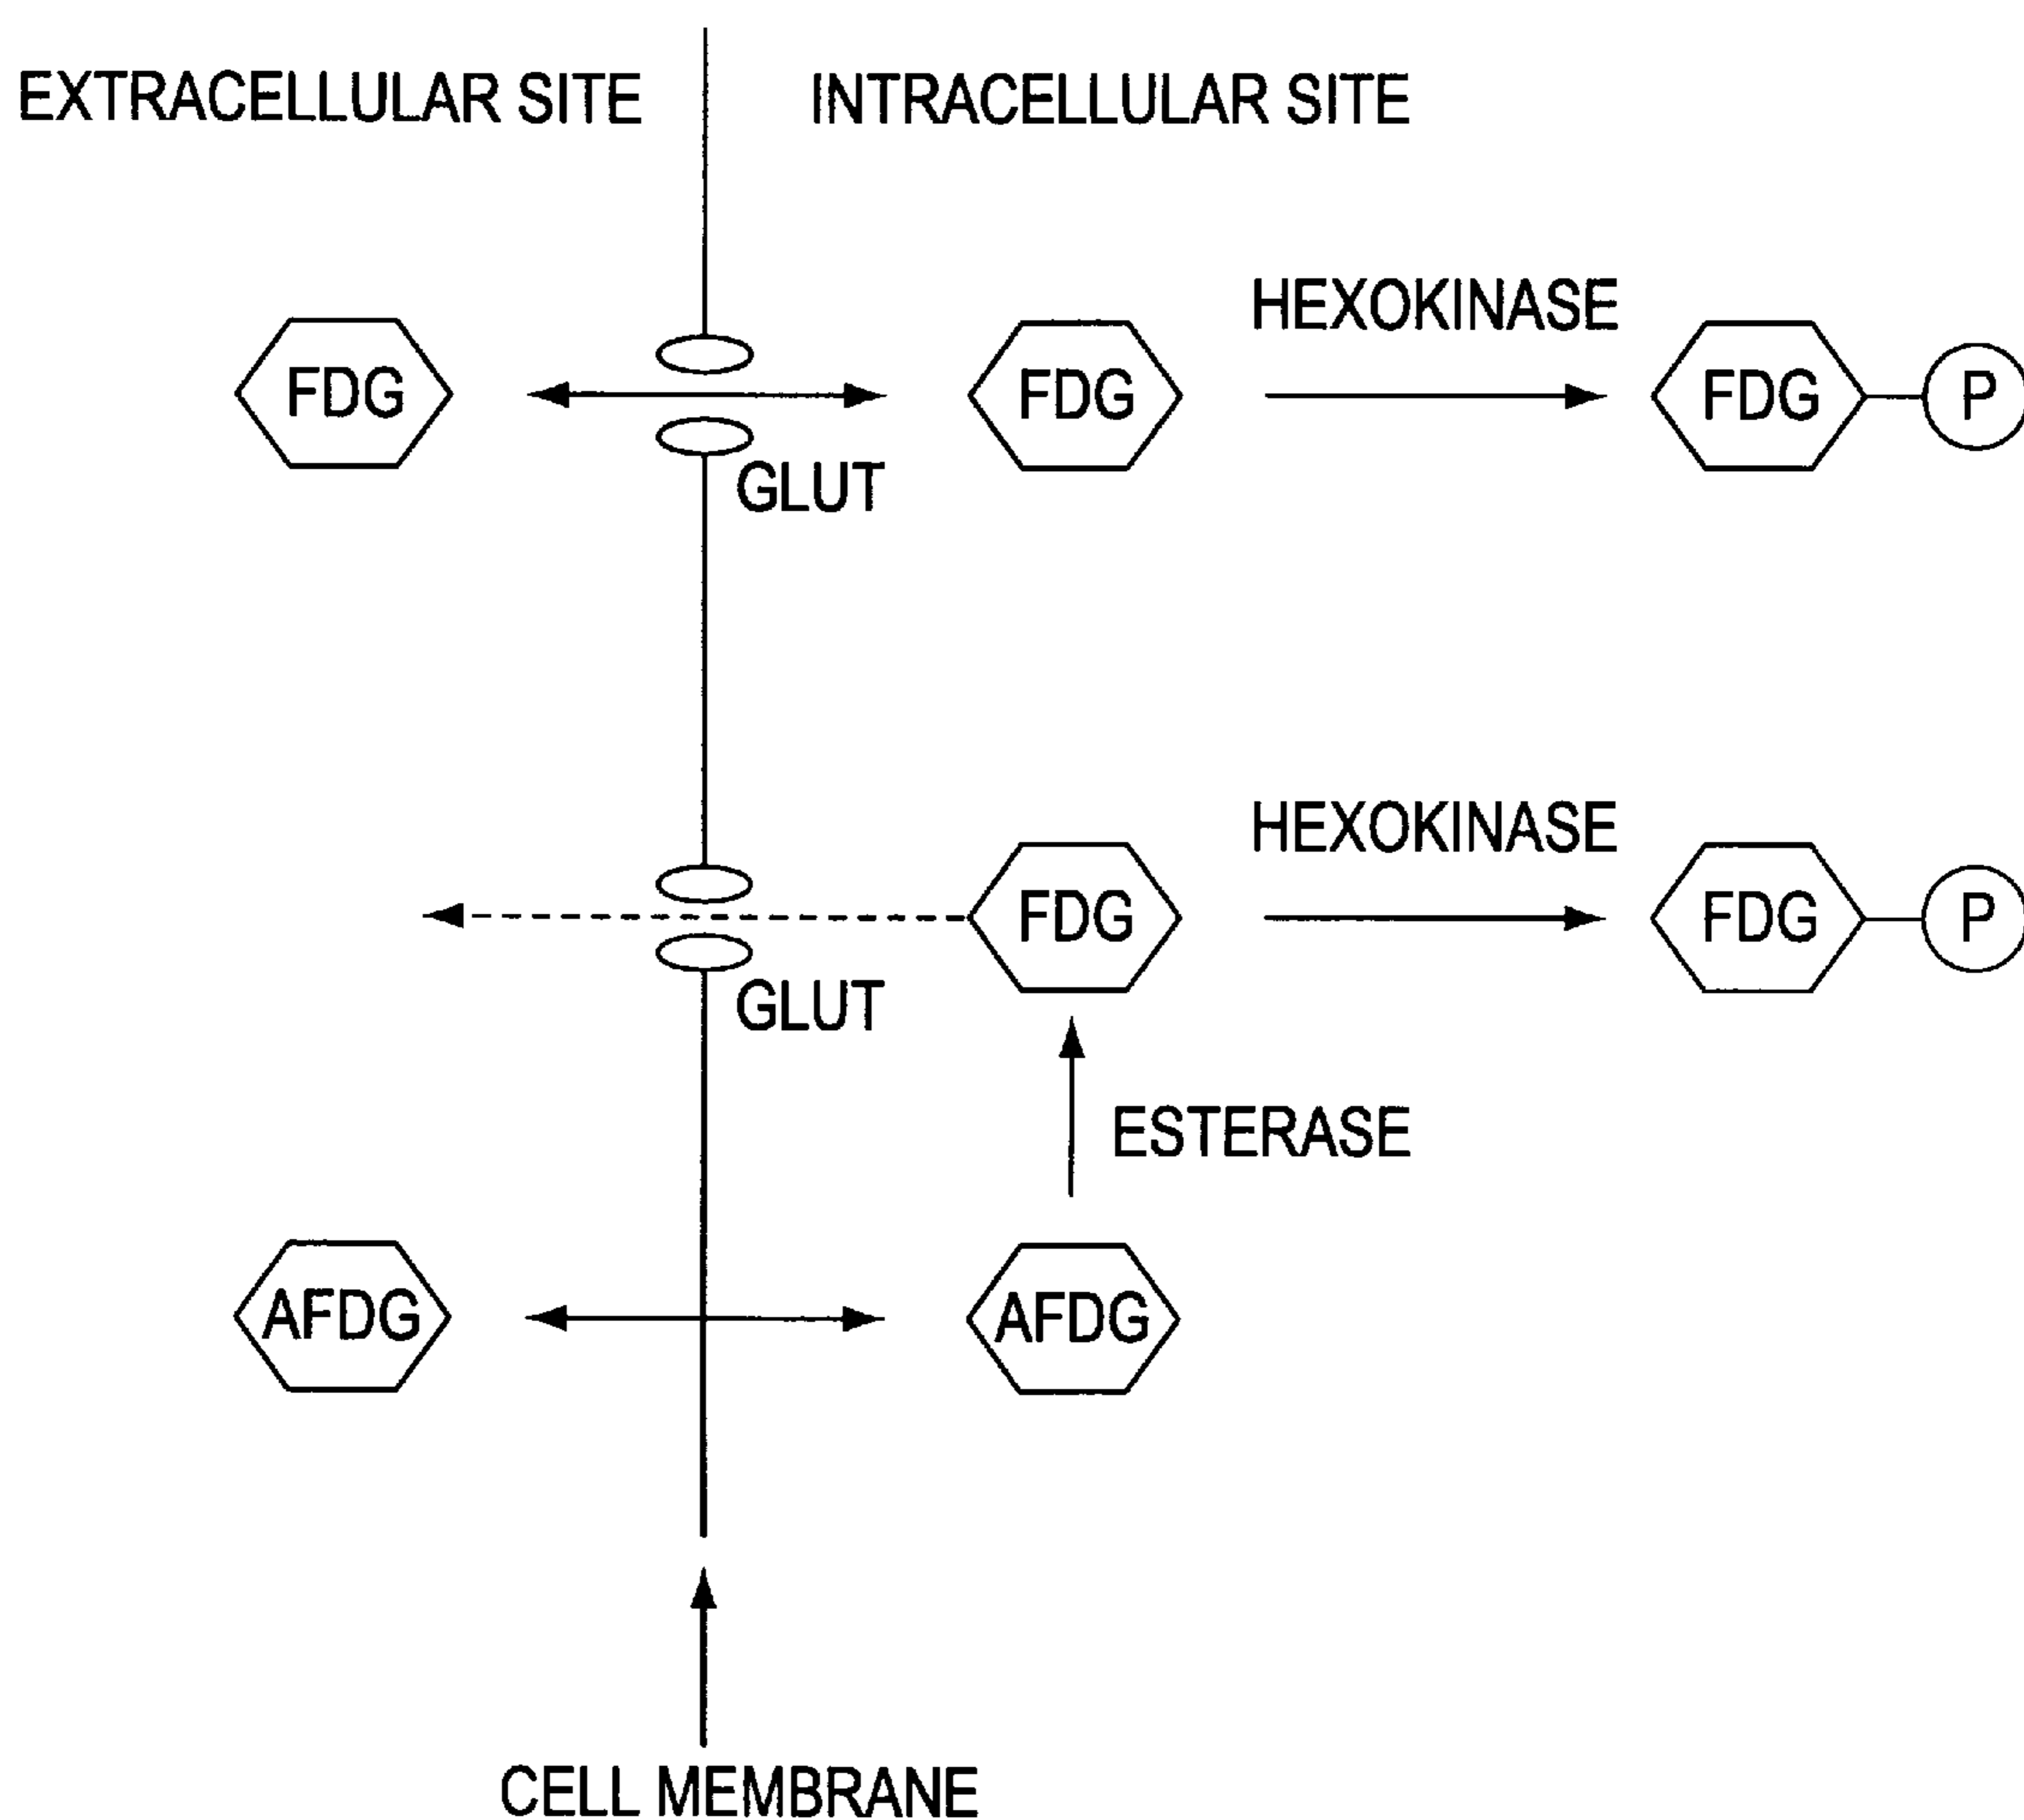 EXTRACELLULAR SITE
INTRACELLULAR SITE
HEXOKINASE
FDG
FDG
FDG
P
GLUT
HEXOKINASE
FDG
FDG
P
GLUT
ESTERASE
AFDG
AFDG
CELL MEMBRANE